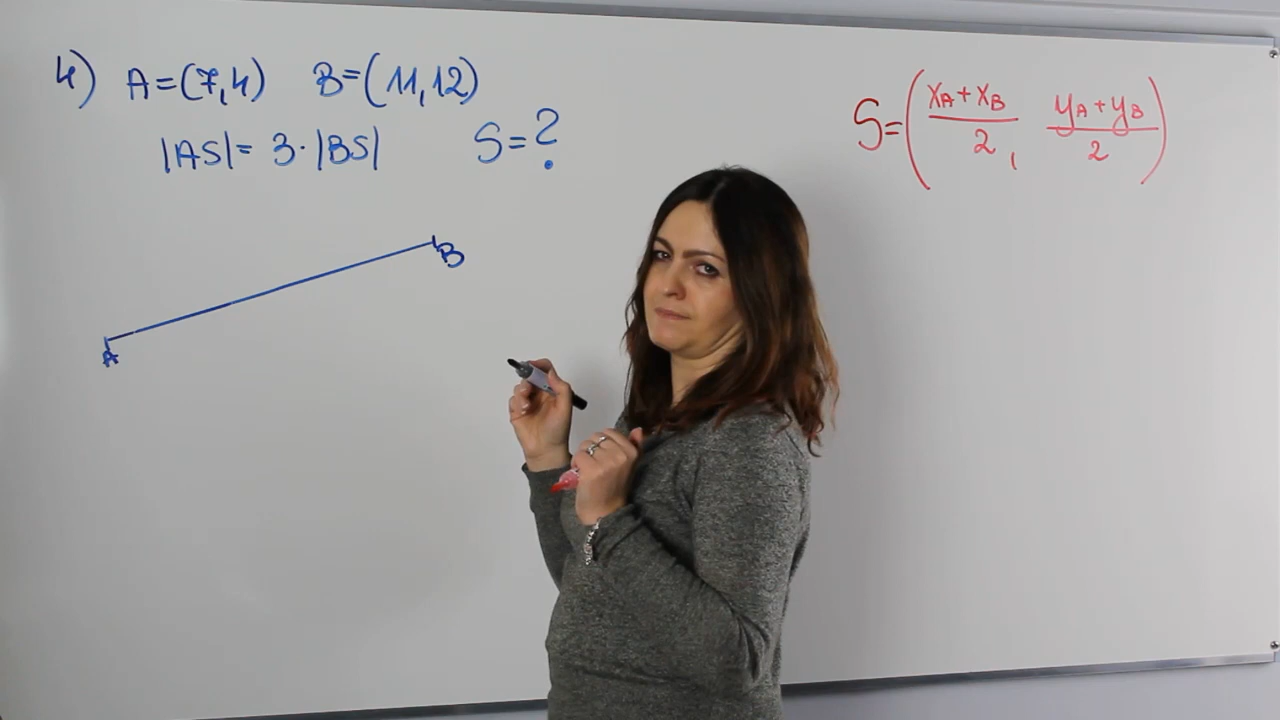 4) A=(7,4) B=(11,12)
|AS|= 3·|BS| S=?
S=(xA+xB/2, yA+yB/2)
B
A